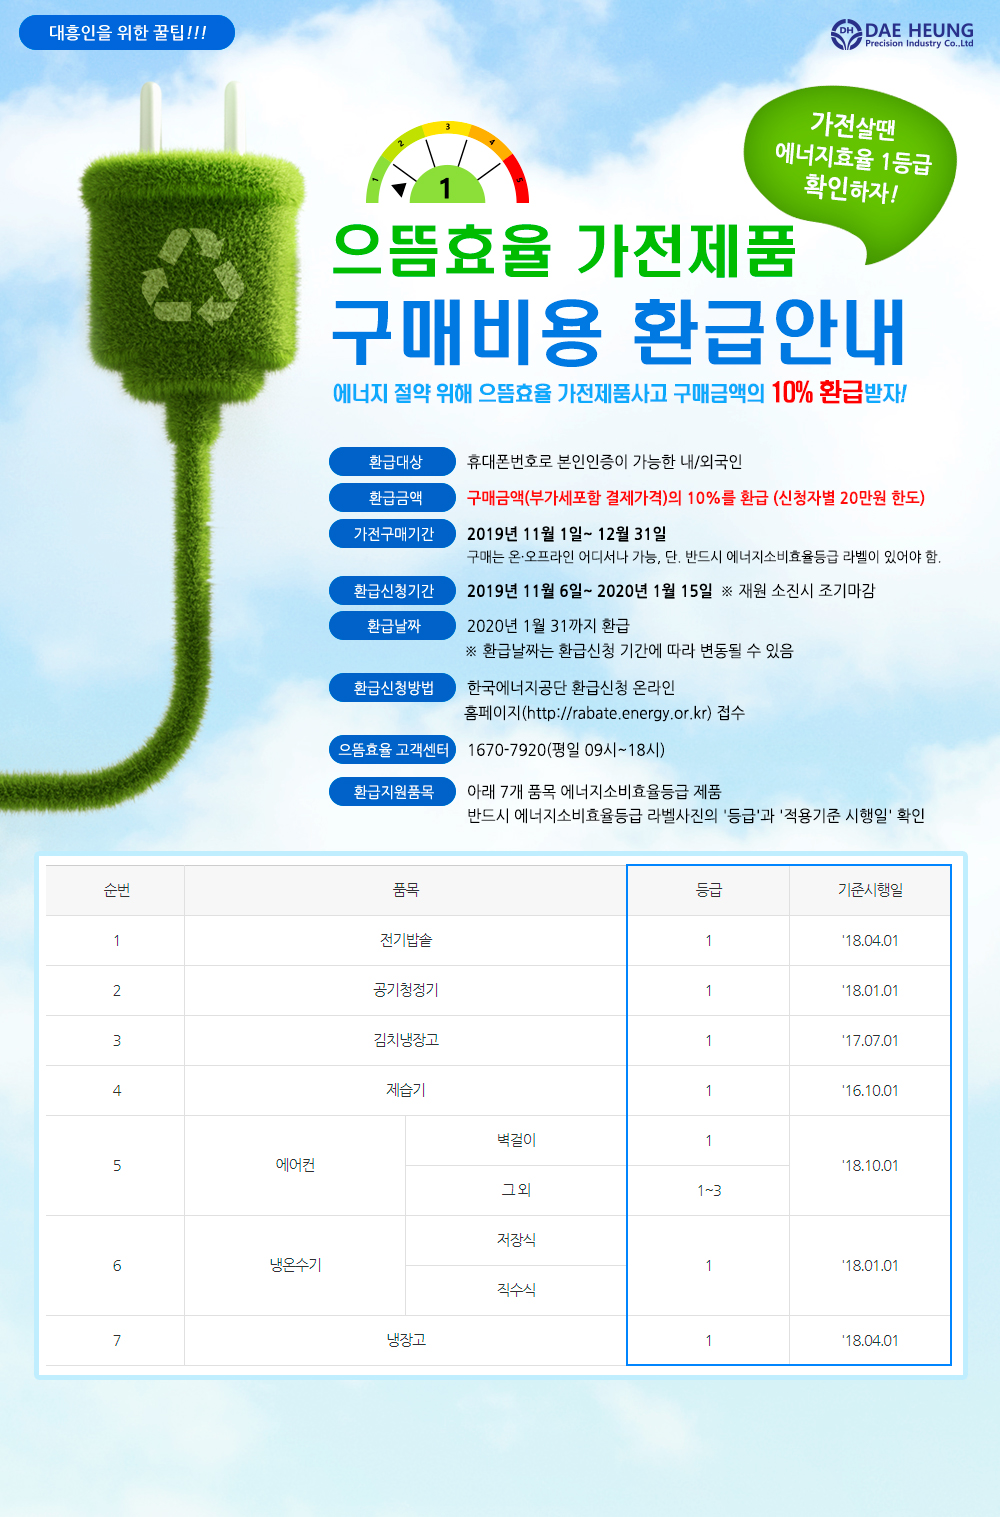 대흥인을 위한 꿀팁!!!
DH DAE HEUNG
Precision Industry Co.,Ltd
가전살땐
에너지효율 1등급
확인하자!
1 2 3 4 5
1
으뜸효율 가전제품
구매비용 환급안내
에너지 절약 위해 으뜸효율 가전제품사고 구매금액의 10% 환급받자!
환급대상 휴대폰번호로 본인인증이 가능한 내/외국인
환급금액 구매금액(부가세포함 결제가격)의 10%를 환급 (신청자별 20만원 한도)
가전구매기간 2019년 11월 1일~ 12월 31일
구매는 온·오프라인 어디서나 가능, 단. 반드시 에너지소비효율등급 라벨이 있어야 함.
환급신청기간 2019년 11월 6일~ 2020년 1월 15일 ※ 재원 소진시 조기마감
환급날짜 2020년 1월 31까지 환급
※ 환급날짜는 환급신청 기간에 따라 변동될 수 있음
환급신청방법 한국에너지공단 환급신청 온라인
홈페이지(http://rabate.energy.or.kr) 접수
으뜸효율 고객센터 1670-7920(평일 09시~18시)
환급지원품목 아래 7개 품목 에너지소비효율등급 제품
반드시 에너지소비효율등급 라벨사진의 '등급'과 '적용기준 시행일' 확인
순번 품목 등급 기준시행일
1 전기밥솥 1 '18.04.01
2 공기청정기 1 '18.01.01
3 김치냉장고 1 '17.07.01
4 제습기 1 '16.10.01
5 에어컨 벽걸이 1 '18.10.01
그 외 1~3
6 냉온수기 저장식 1 '18.01.01
직수식
7 냉장고 1 '18.04.01